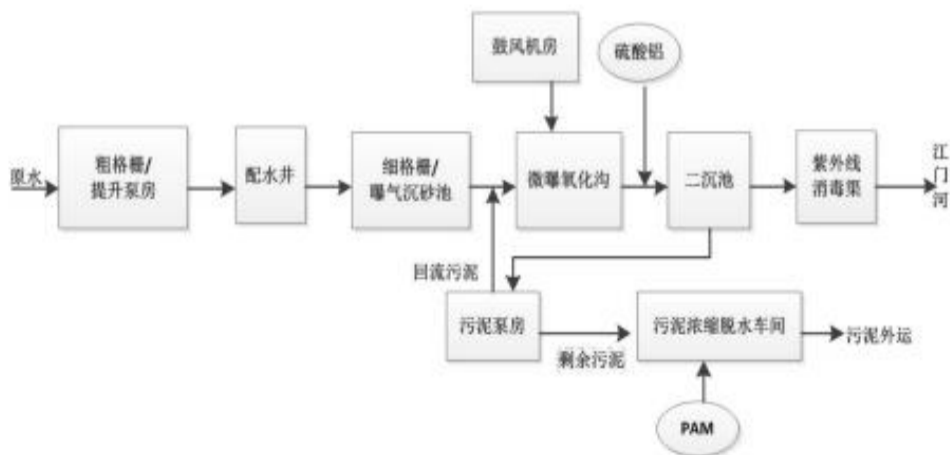 鼓风机房
硫酸铝
原水
粗格栅/
提升泵房
配水井
细格栅/
曝气沉砂池
微曝氧化沟
二沉池
紫外线
消毒渠
江
门
河
回流污泥
污泥泵房
剩余污泥
污泥浓缩脱水车间
污泥外运
PAM